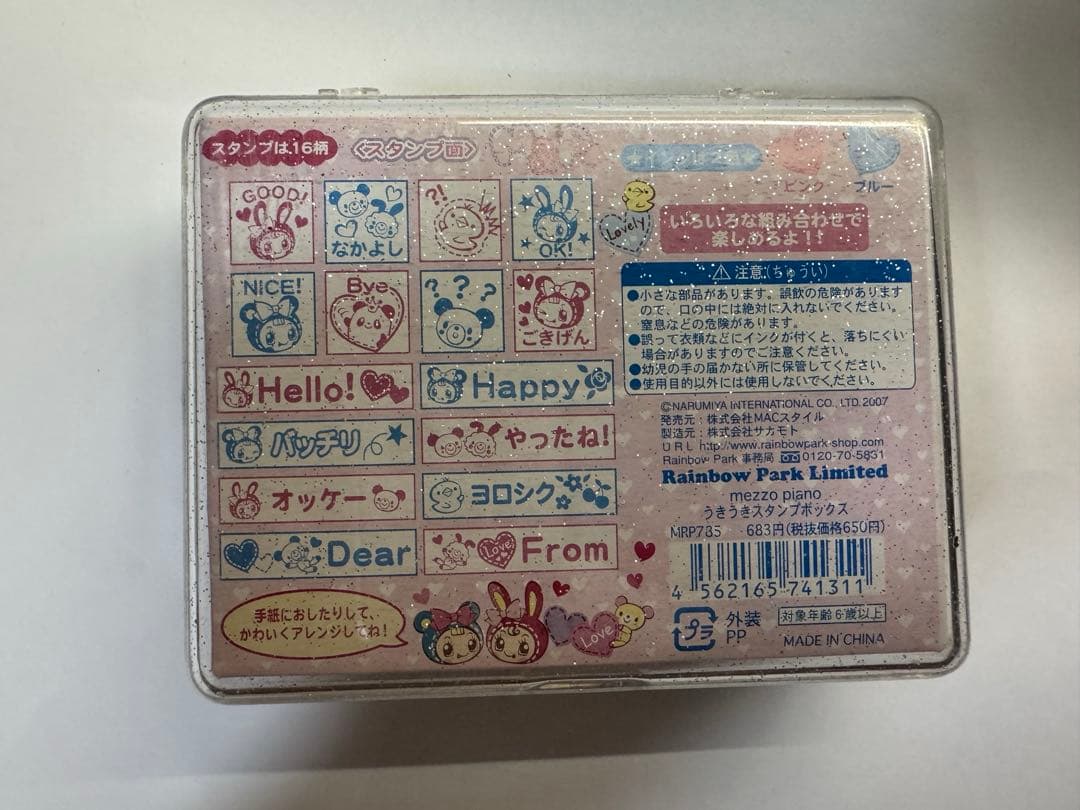 スタンプは、16柄
〈スタンプ面〉
ピンク
ブルー
GOOD!
なかよし
?!
OK!
Lovely
いろいろな組み合わせで
楽しめるよ!!
NICE!
Bye
? ? ?
ごきげん
Hello!
Happy
バッチリ
やったね!
オッケー
ヨロシク
Dear
Love
From
⚠ 注意(ちゅうい)
●小さな部品があります。誤飲の危険があります
ので、口の中には絶対に入れないでください。
窒息などの危険があります。
●誤って衣類などにインクが付くと、落ちにくい
場合がありますのでご注意ください。
●幼児の手の届かない所に保管してください。
●使用目的以外には使用しないでください。
©NARUMIYA INTERNATIONAL CO., LTD. 2007
発売元:株式会社MACスタイル
製造元:株式会社サカモト
URL http://www.rainbowpark-shop.com
Rainbow Park 事務局 0120-70-5831
Rainbow Park Limited
mezzo piano
うきうきスタンプボックス
MRP735 683円(税抜価格650円)
4 562165 741311
プラ
外装
PP
対象年齢6歳以上
MADE IN CHINA
手紙におしたりして、
かわいくアレンジしてね!
Love